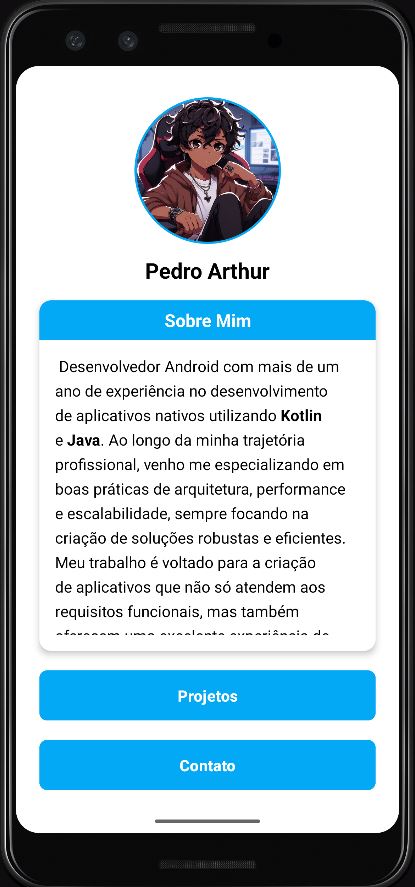 Pedro Arthur
Sobre Mim
Desenvolvedor Android com mais de um
ano de experiência no desenvolvimento
de aplicativos nativos utilizando Kotlin
e Java. Ao longo da minha trajetória
profissional, venho me especializando em
boas práticas de arquitetura, performance
e escalabilidade, sempre focando na
criação de soluções robustas e eficientes.
Meu trabalho é voltado para a criação
de aplicativos que não só atendem aos
requisitos funcionais, mas também
Projetos
Contato